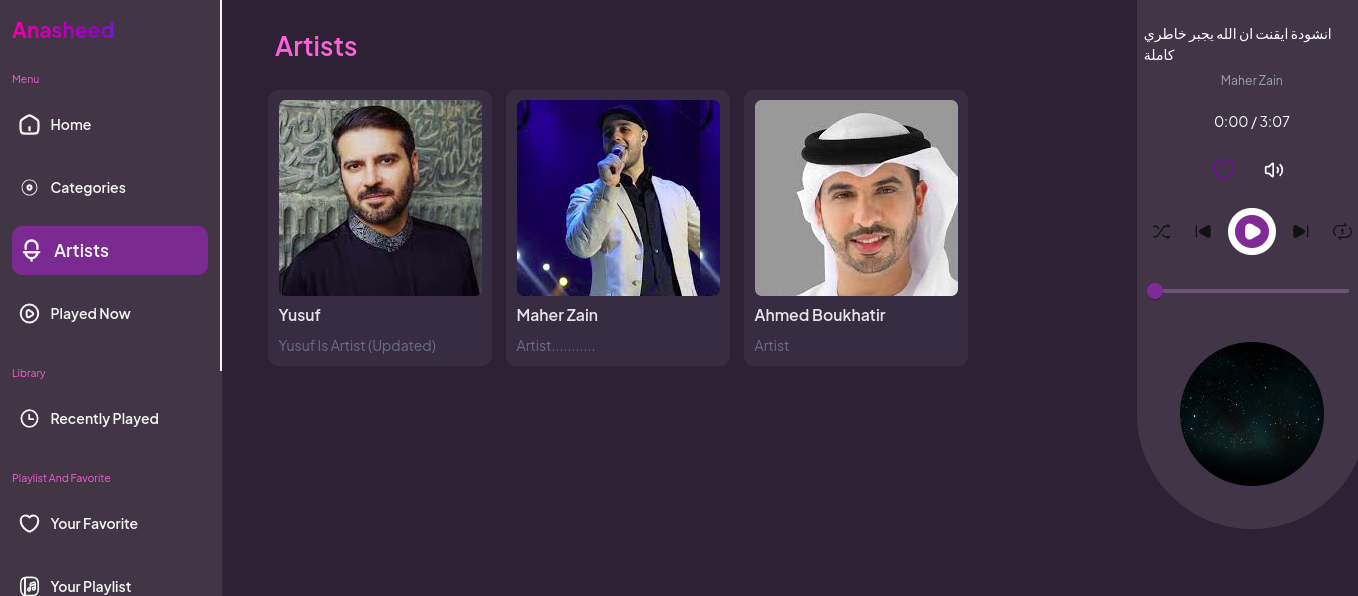 Anasheed
Menu
Home
Categories
Artists
Played Now
Library
Recently Played
Playlist And Favorite
Your Favorite
Your Playlist
Artists
Yusuf
Yusuf Is Artist (Updated)
Maher Zain
Artist...........
Ahmed Boukhatir
Artist
انشودة ايقنت ان الله يجبر خاطري
كاملة
Maher Zain
0:00 / 3:07